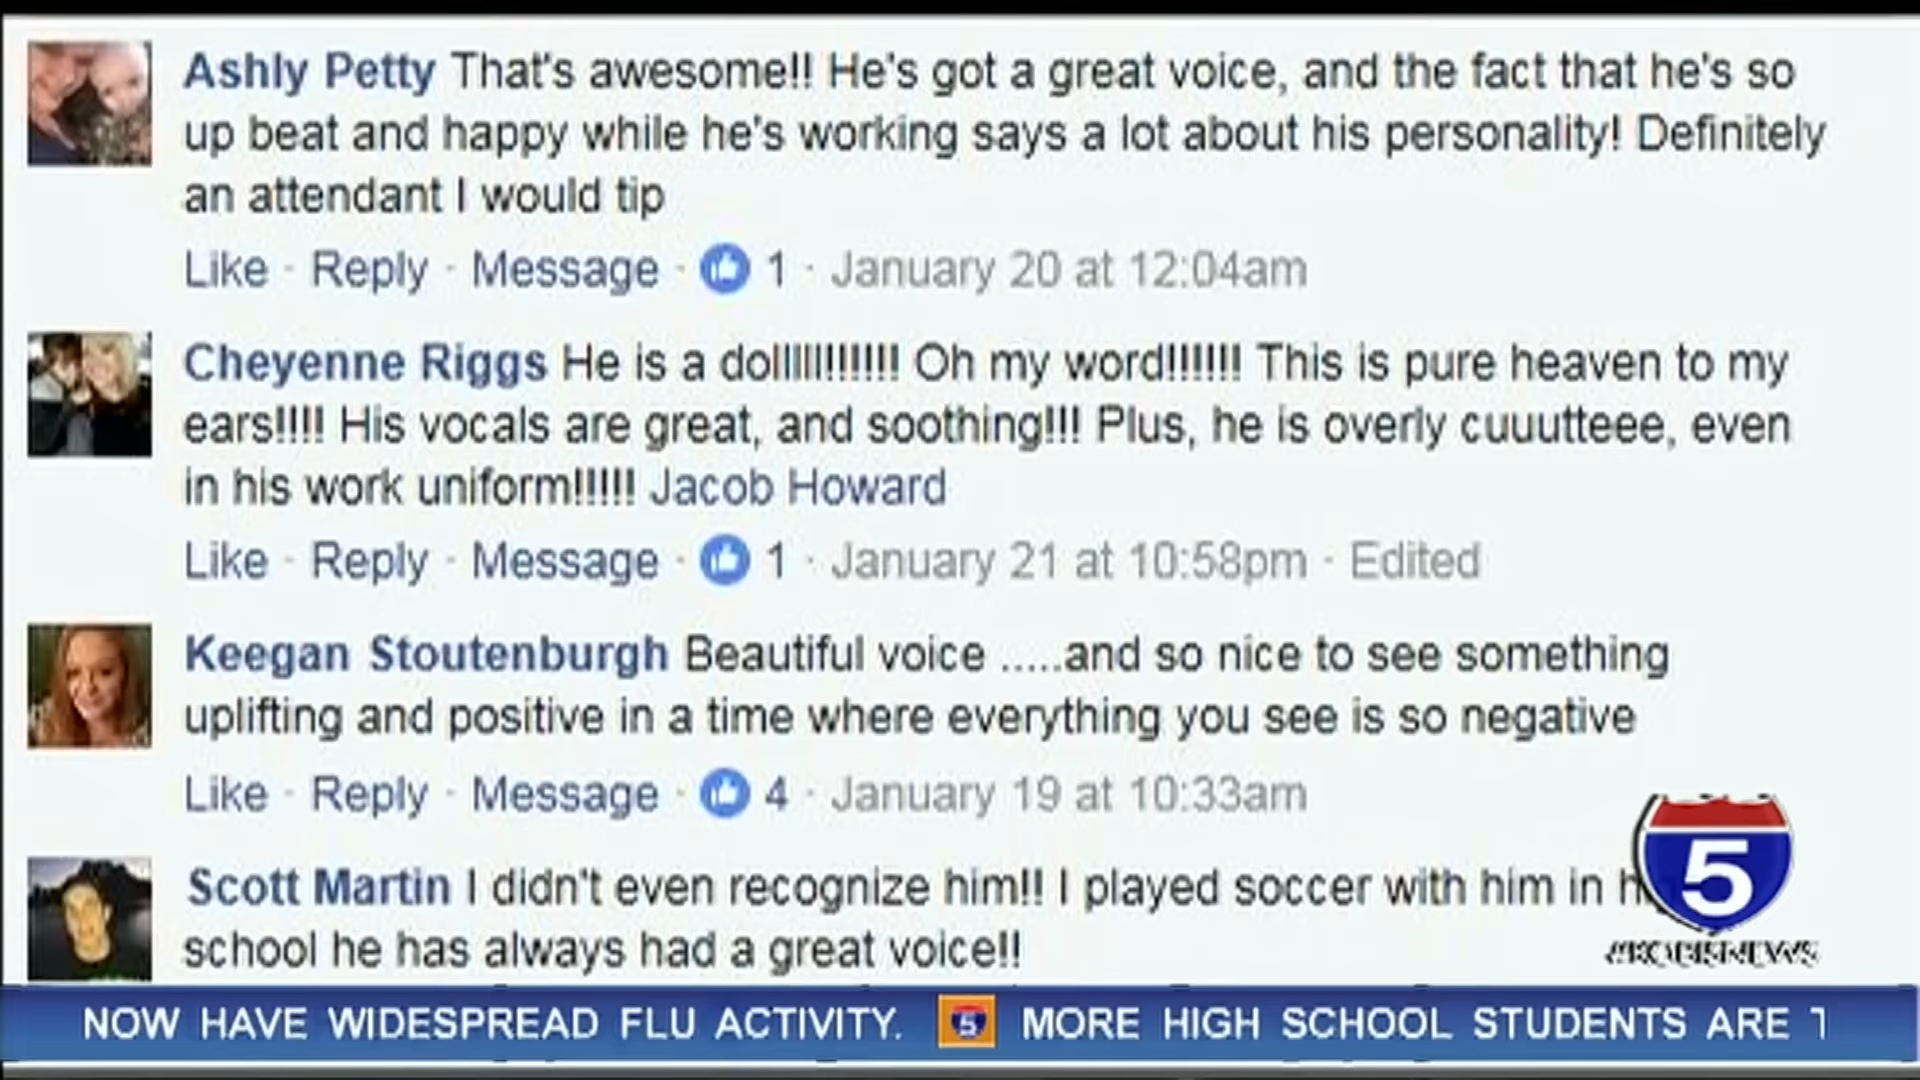 Ashly Petty That's awesome!! He's got a great voice, and the fact that he's so
up beat and happy while he's working says a lot about his personality! Definitely
an attendant I would tip
Like · Reply · Message · 1 · January 20 at 12:04am
Cheyenne Riggs He is a dolllllll!!!!!!! Oh my word!!!!!!! This is pure heaven to my
ears!!!! His vocals are great, and soothing!!! Plus, he is overly cuuutteee, even
in his work uniform!!!!! Jacob Howard
Like · Reply · Message · 1 · January 21 at 10:58pm · Edited
Keegan Stoutenburgh Beautiful voice .....and so nice to see something
uplifting and positive in a time where everything you see is so negative
Like · Reply · Message · 4 · January 19 at 10:33am
Scott Martin I didn't even recognize him!! I played soccer with him in
school he has always had a great voice!!
5
#KOBI5NEWS
NOW HAVE WIDESPREAD FLU ACTIVITY. 5 MORE HIGH SCHOOL STUDENTS ARE